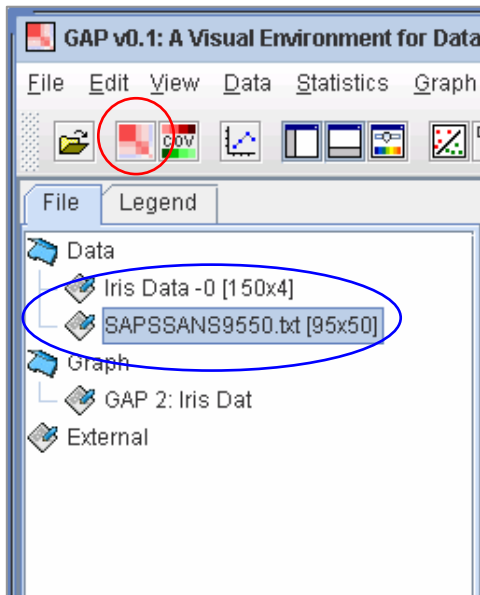 GAP v0.1: A Visual Environment for Data
File Edit View Data Statistics Graph
COV
File Legend
Data
Iris Data -0 [150x4]
SAPSSANS9550.txt [95x50]
Graph
GAP 2: Iris Dat
External